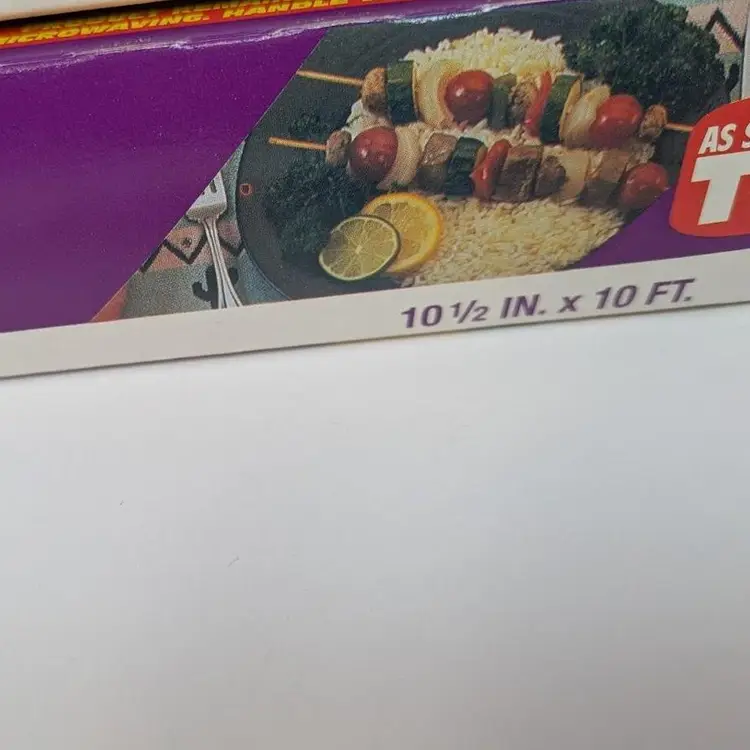 MICROWAVING. HANDLE
AS
T
10 1/2 IN. x 10 FT.